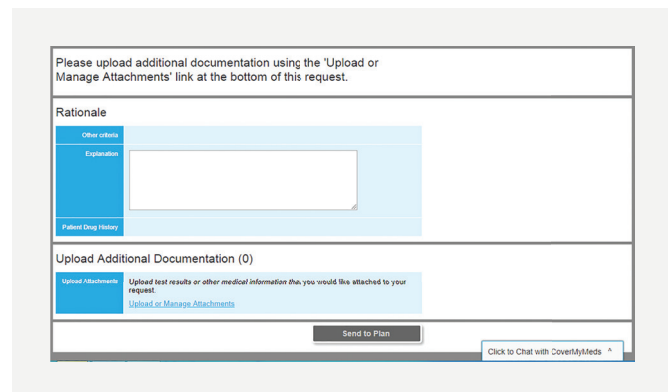 Please upload additional documentation using the 'Upload or
Manage Attachments' link at the bottom of this request.
Rationale
Other criteria
Explanation
Patient Drug History
Upload Additional Documentation (0)
Upload Attachments
Upload test results or other medical information that you would like attached to your
request.
Upload or Manage Attachments
Send to Plan
Click to Chat with CoverMyMeds ^